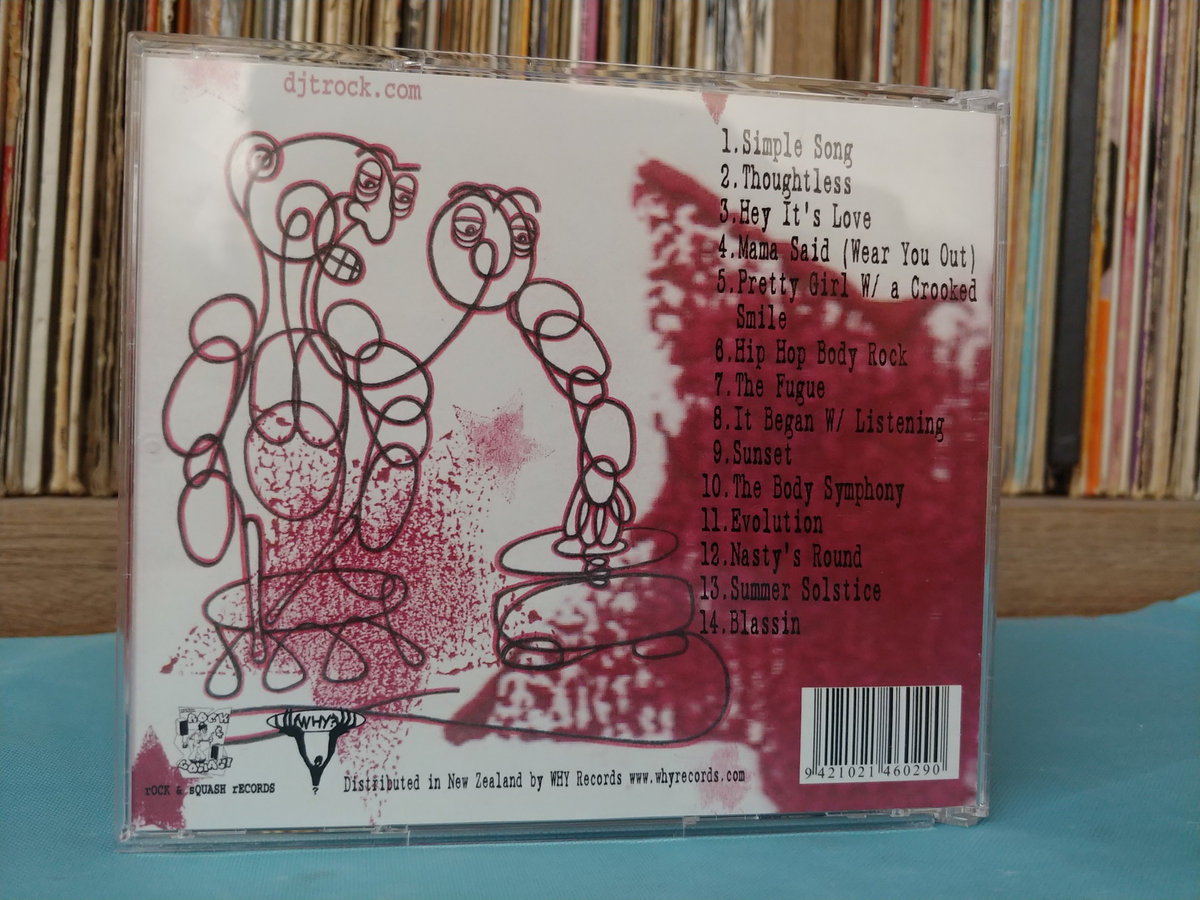 djtrock.com
1.Simple Song
2.Thoughtless
3.Hey It's Love
4.Mama Said (Wear You Out)
5.Pretty Girl W/ a Crooked
Smile
6.Hip Hop Body Rock
7.The Fugue
8.It Began W/ Listening
9.Sunset
10.The Body Symphony
11.Evolution
12.Nasty's Round
13.Summer Solstice
14.Blassin
WHY?
rOCK & sQUASH rECORDS
?
Distributed in New Zealand by WHY Records www.whyrecords.com
9 421021 460290